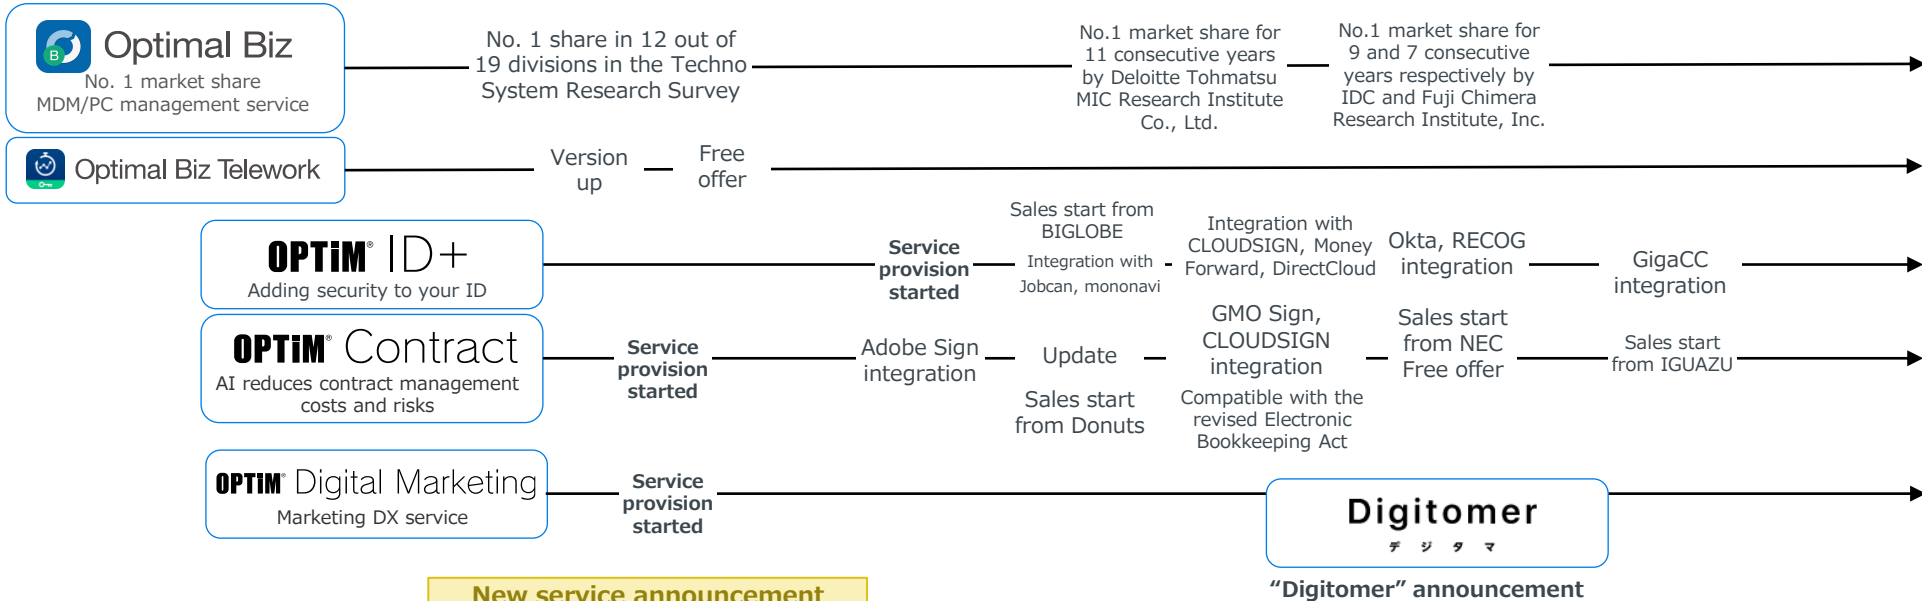 Optimal Biz
No. 1 market share
MDM/PC management service
No. 1 share in 12 out of
19 divisions in the Techno
System Research Survey
No.1 market share for
11 consecutive years
by Deloitte Tohmatsu
MIC Research Institute
Co., Ltd.
No.1 market share for
9 and 7 consecutive
years respectively by
IDC and Fuji Chimera
Research Institute, Inc.
Optimal Biz Telework
Version
up
Free
offer
OPTiM® ID+
Adding security to your ID
Service
provision
started
Sales start from
BIGLOBE
Integration with
Jobcan, mononavi
Integration with
CLOUDSIGN, Money
Forward, DirectCloud
Okta, RECOG
integration
GigaCC
integration
OPTiM® Contract
AI reduces contract management
costs and risks
Service
provision
started
Adobe Sign
integration
Update
Sales start
from Donuts
GMO Sign,
CLOUDSIGN
integration
Compatible with the
revised Electronic
Bookkeeping Act
Sales start
from NEC
Free offer
Sales start
from IGUAZU
OPTiM® Digital Marketing
Marketing DX service
Service
provision
started
Digitomer
デジタマ
“Digitomer” announcement
New service announcement